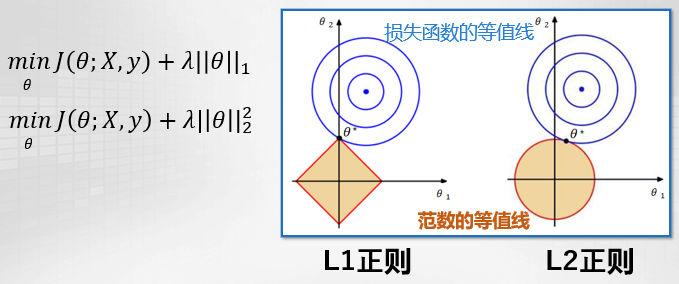 min J(θ; X, y) + λ||θ||₁
θ
min J(θ; X, y) + λ||θ||₂²
θ
θ₂
损失函数的等值线
θ*
θ₁
θ₂
θ*
θ₁
范数的等值线
L1正则
L2正则